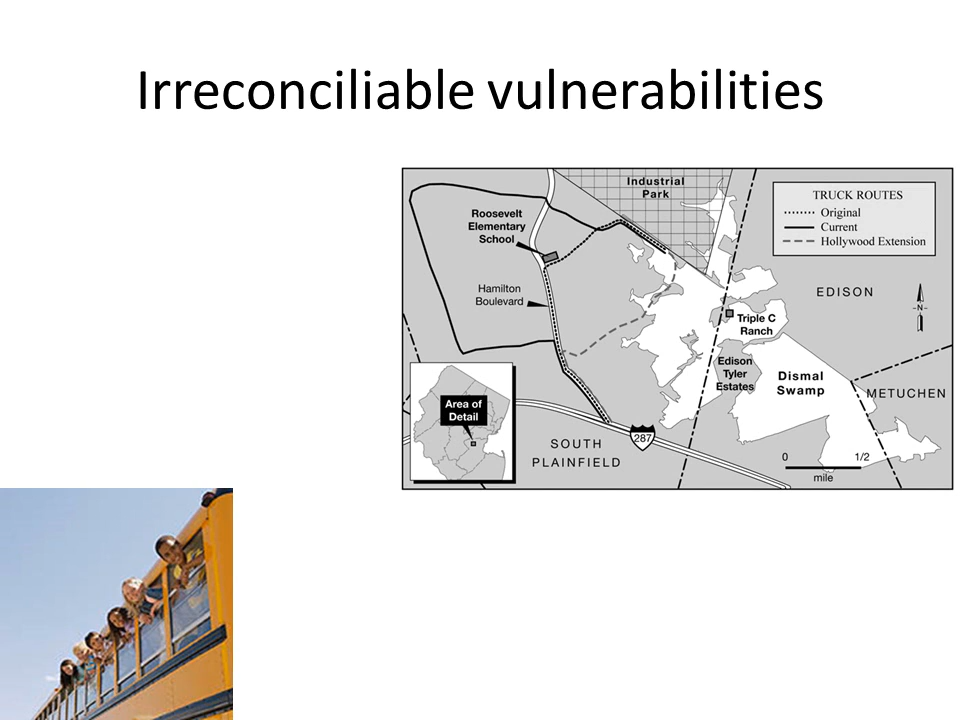 Irreconciliable vulnerabilities
Industrial
Park
TRUCK ROUTES
Original
Current
Hollywood Extension
Roosevelt
Elementary
School
Hamilton
Boulevard
EDISON
-N-
Triple C
Ranch
Edison
Tyler
Estates
Dismal
Swamp
METUCHEN
Area of
Detail
287
SOUTH
PLAINFIELD
0 1/2
mile